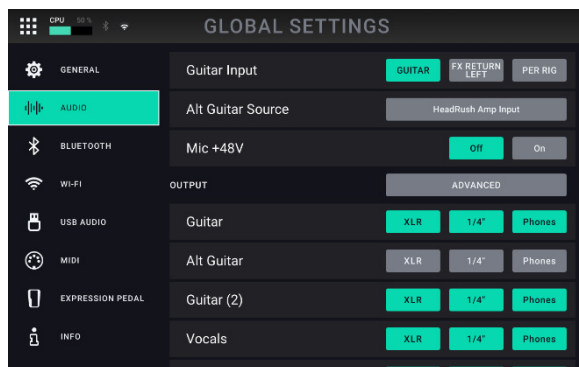 CPU 50 %
GLOBAL SETTINGS
GENERAL
AUDIO
BLUETOOTH
WI-FI
USB AUDIO
MIDI
EXPRESSION PEDAL
INFO
Guitar Input GUITAR FX RETURN LEFT PER RIG
Alt Guitar Source HeadRush Amp Input
Mic +48V Off On
OUTPUT ADVANCED
Guitar XLR 1/4" Phones
Alt Guitar XLR 1/4" Phones
Guitar (2) XLR 1/4" Phones
Vocals XLR 1/4" Phones